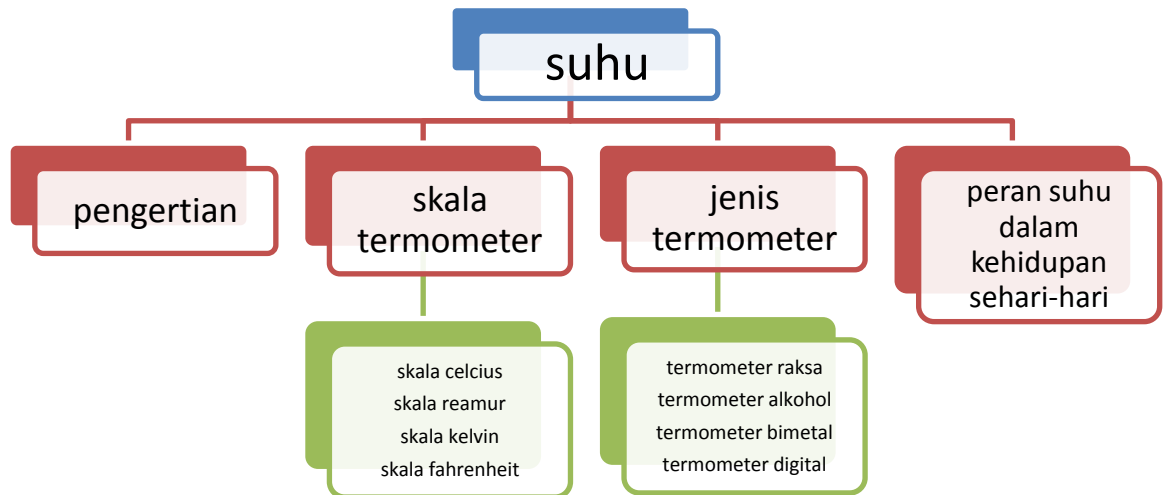 suhu
pengertian
skala
termometer
jenis
termometer
peran suhu
dalam
kehidupan
sehari-hari
skala celcius
skala reamur
skala kelvin
skala fahrenheit
termometer raksa
termometer alkohol
termometer bimetal
termometer digital